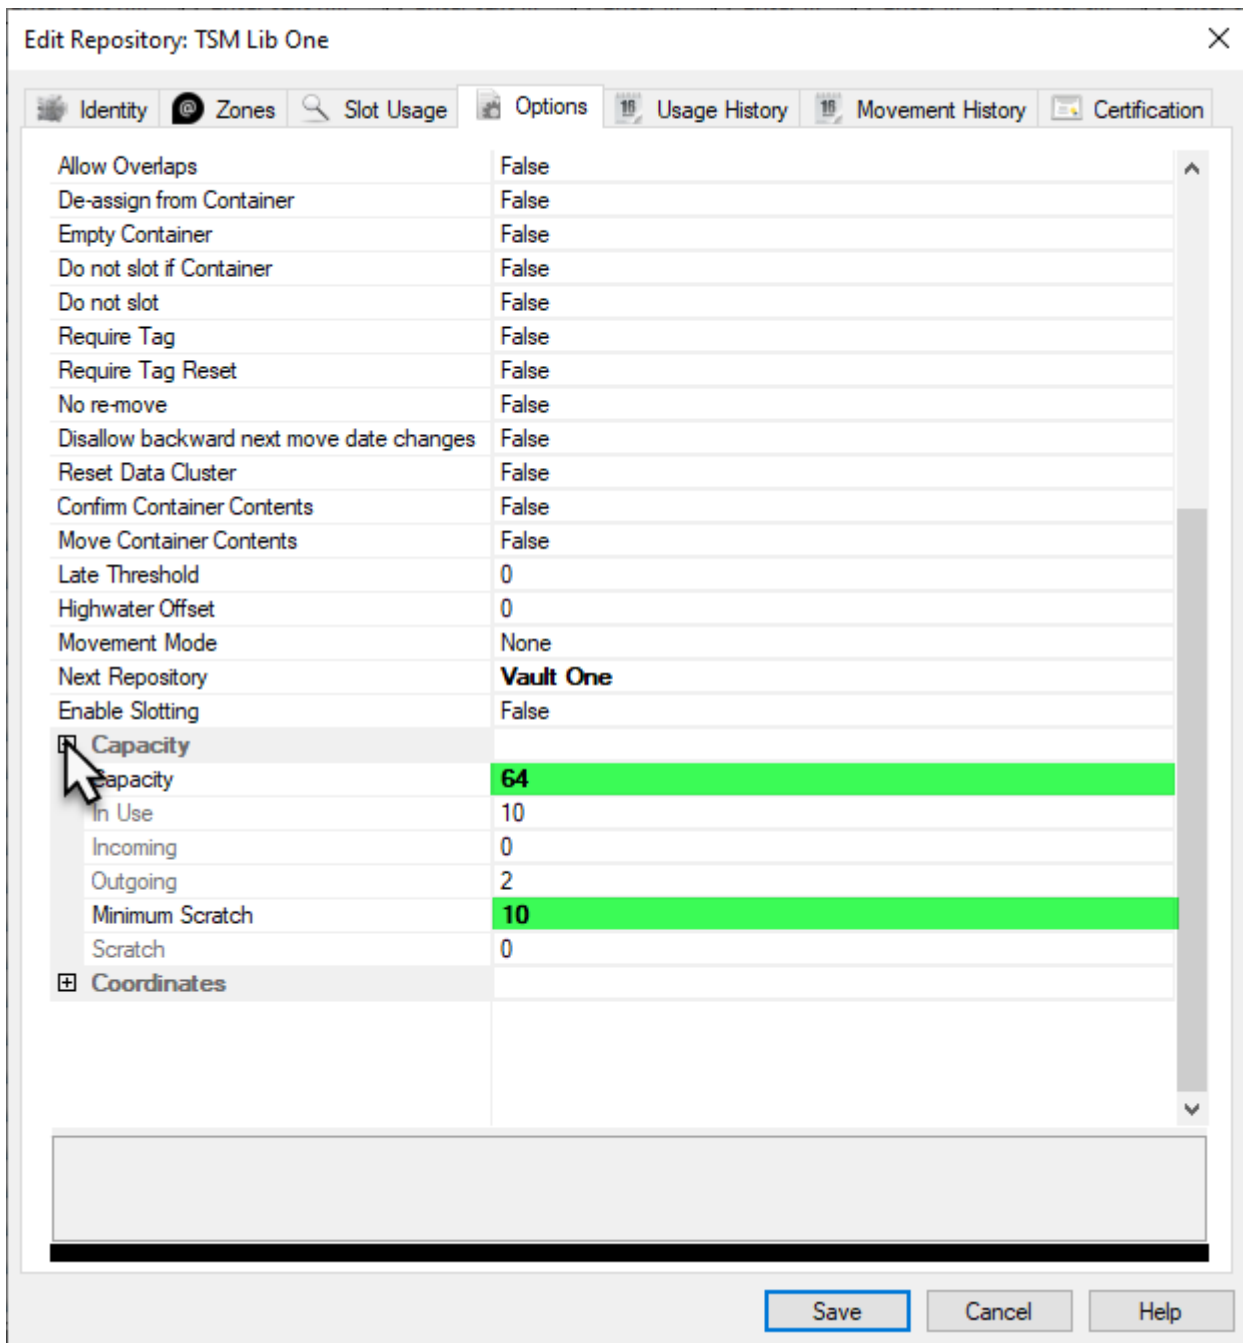 Edit Repository: TSM Lib One
Identity Zones Slot Usage Options Usage History Movement History Certification
Allow Overlaps False
De-assign from Container False
Empty Container False
Do not slot if Container False
Do not slot False
Require Tag False
Require Tag Reset False
No re-move False
Disallow backward next move date changes False
Reset Data Cluster False
Confirm Container Contents False
Move Container Contents False
Late Threshold 0
Highwater Offset 0
Movement Mode None
Next Repository Vault One
Enable Slotting False
Capacity
Capacity 64
In Use 10
Incoming 0
Outgoing 2
Minimum Scratch 10
Scratch 0
Coordinates
Save Cancel Help